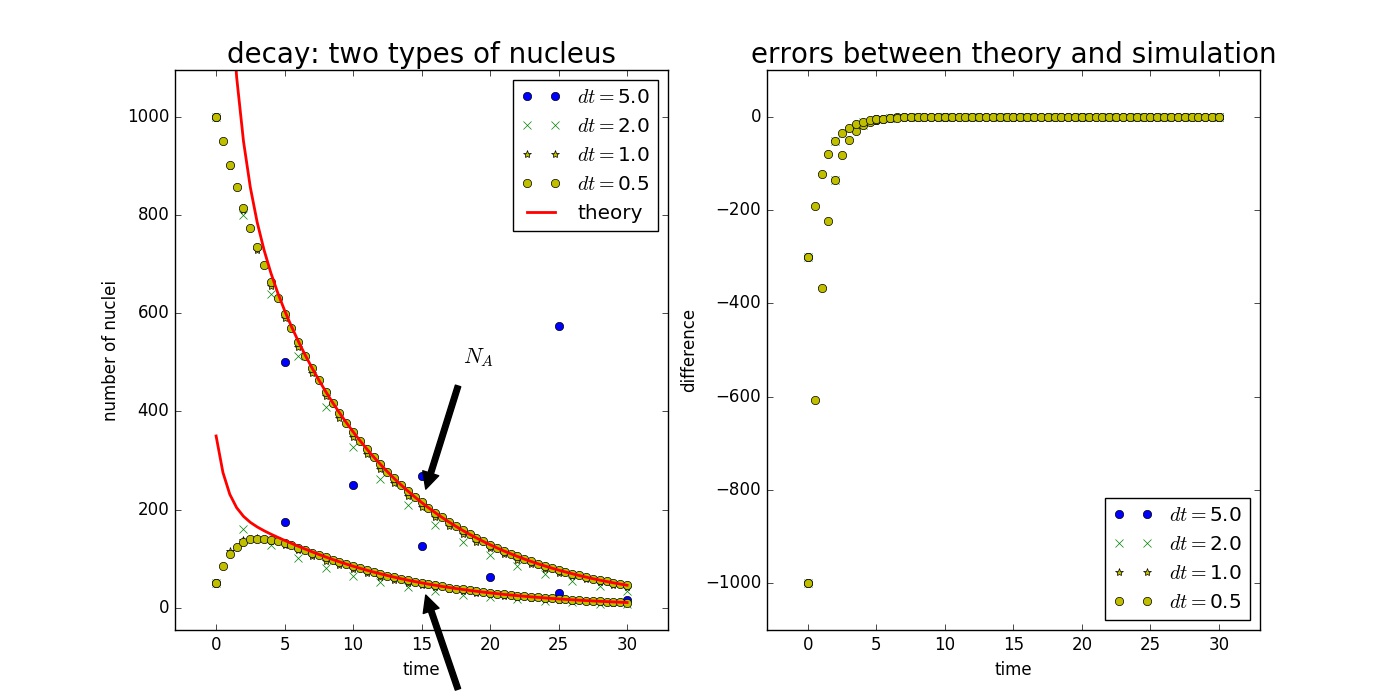 decay: two types of nucleus
number of nuclei
1000
800
600
400
200
0
0 5 10 15 20 25 30
time
dt = 5.0
dt = 2.0
dt = 1.0
dt = 0.5
theory
N_A
errors between theory and simulation
difference
0
−200
−400
−600
−800
−1000
0 5 10 15 20 25 30
time
dt = 5.0
dt = 2.0
dt = 1.0
dt = 0.5